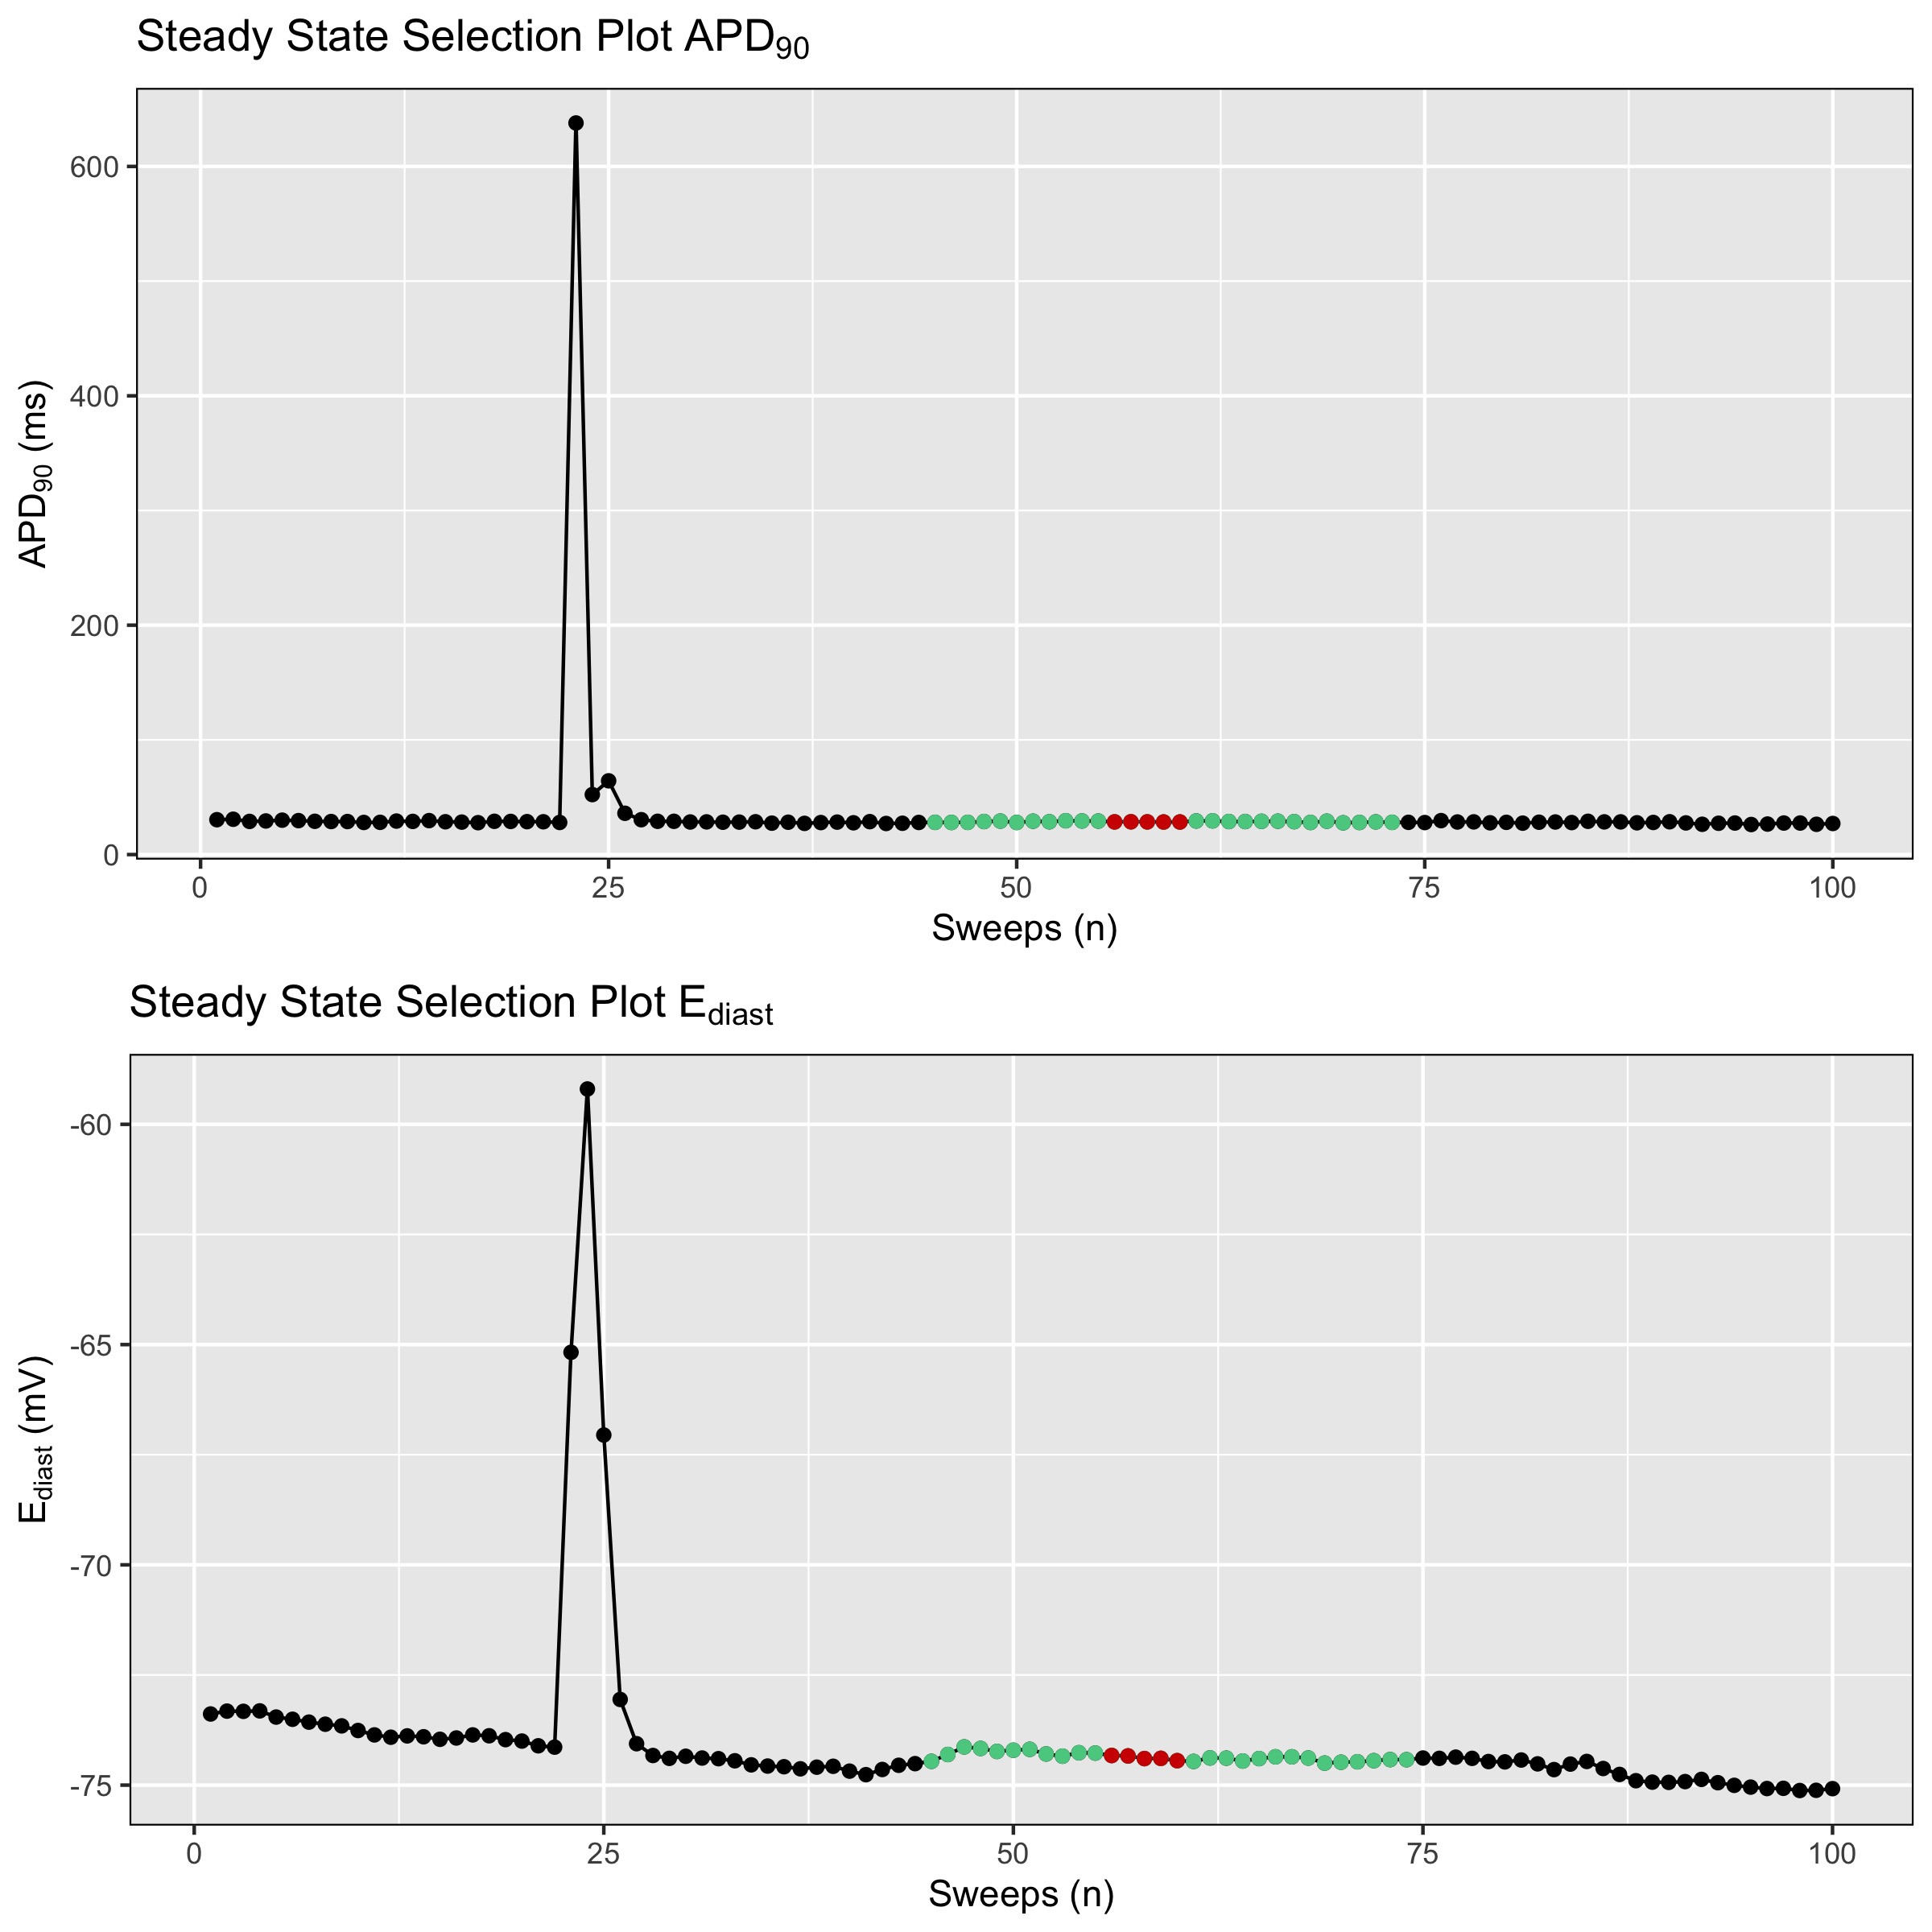 Steady State Selection Plot APD90
600
400
200
0
APD90 (ms)
0 25 50 75 100
Sweeps (n)
Steady State Selection Plot Ediast
-60
-65
-70
-75
Ediast (mV)
0 25 50 75 100
Sweeps (n)